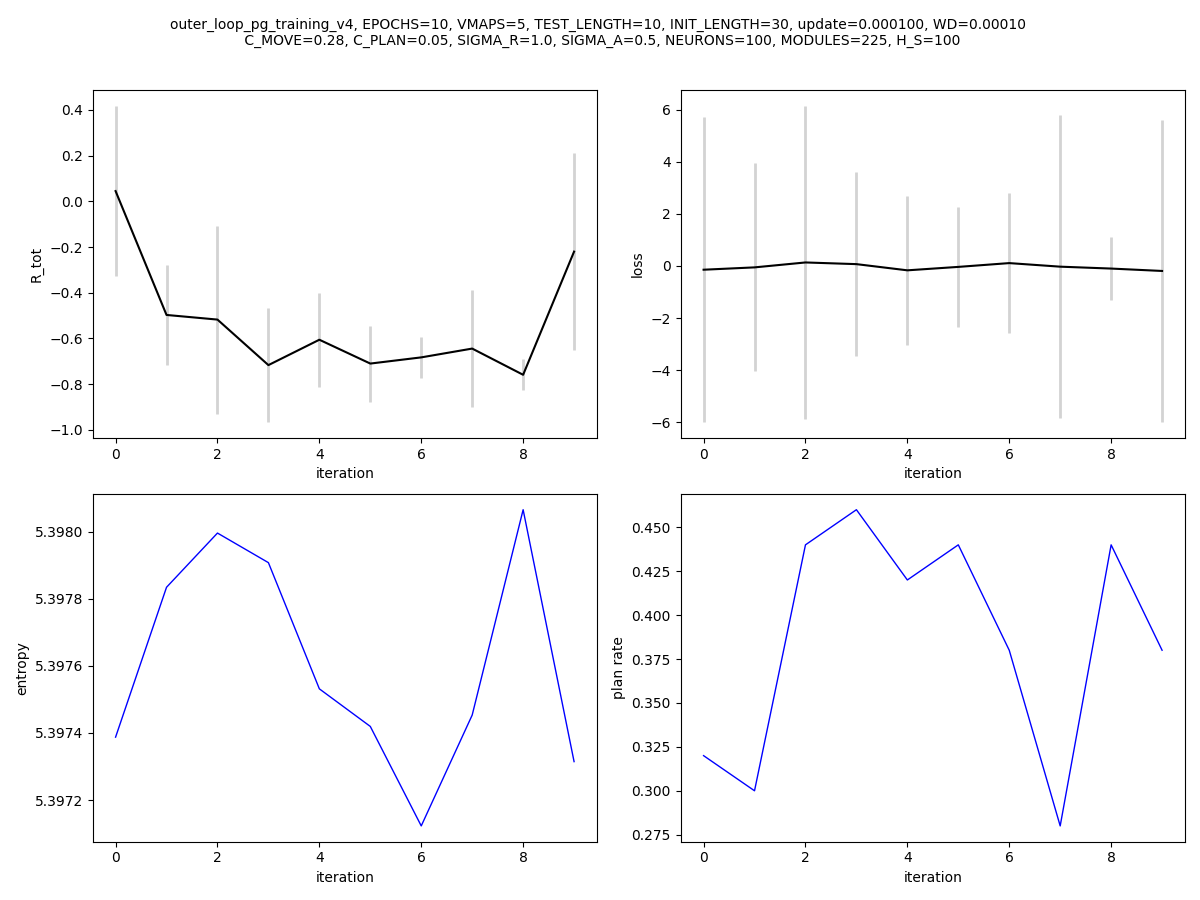 outer_loop_pg_training_v4, EPOCHS=10, VMAPS=5, TEST_LENGTH=10, INIT_LENGTH=30, update=0.000100, WD=0.00010
C_MOVE=0.28, C_PLAN=0.05, SIGMA_R=1.0, SIGMA_A=0.5, NEURONS=100, MODULES=225, H_S=100
R_tot
0.4
0.2
0.0
−0.2
−0.4
−0.6
−0.8
−1.0
0 2 4 6 8
iteration
loss
6
4
2
0
−2
−4
−6
0 2 4 6 8
iteration
entropy
5.3980
5.3978
5.3976
5.3974
5.3972
0 2 4 6 8
iteration
plan rate
0.450
0.425
0.400
0.375
0.350
0.325
0.300
0.275
0 2 4 6 8
iteration